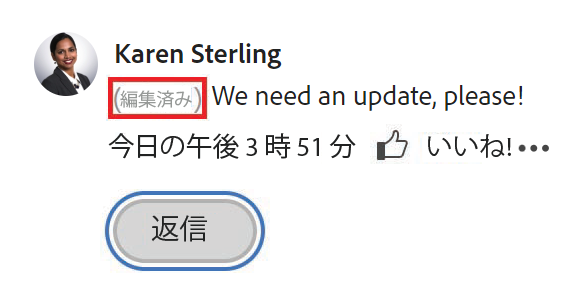 Karen Sterling
(編集済み) We need an update, please!
今日の午後 3 時 51 分 いいね! •••
返信